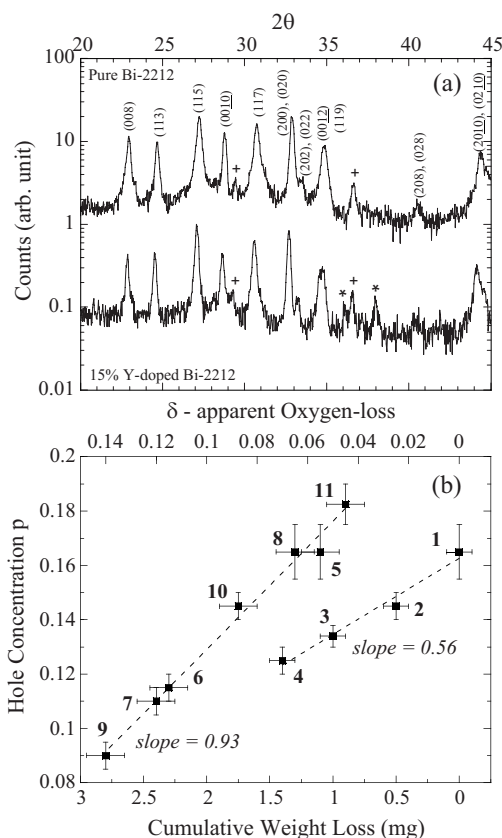 2θ
20 25 30 35 40 45
100
10
1
0.1
0.01
Counts (arb. unit)
Pure Bi-2212
(a)
(008)
(113)
(115)
(0010)
+
(117)
(200), (020)
(202), (022)
(0012)
(119)
+
(208), (028)
(2010), (0210)
+
*
+
*
15% Y-doped Bi-2212
δ - apparent Oxygen-loss
0.14 0.12 0.1 0.08 0.06 0.04 0.02 0
0.2
0.18
0.16
0.14
0.12
0.1
0.08
Hole Concentration p
(b)
11
8
5
1
10
2
3
4
6
7
9
slope = 0.56
slope = 0.93
3 2.5 2 1.5 1 0.5 0
Cumulative Weight Loss (mg)